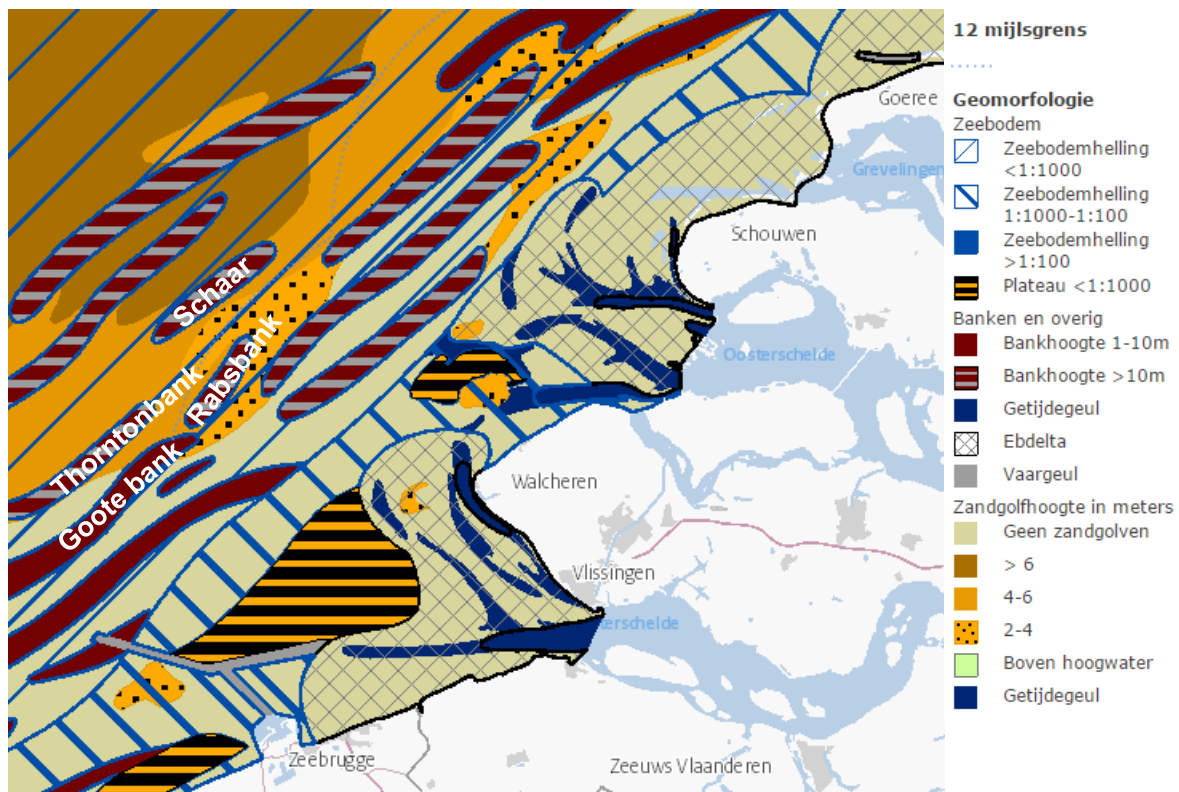 Goeree
Grevelingen
Schouwen
Schaar
Oosterschelde
Rabsbank
Thorntonbank
Goote bank
Walcheren
Vlissingen
terschelde
Zeebrugge
Zeeuws Vlaanderen
12 mijlsgrens
Geomorfologie
Zeebodem
Zeebodemhelling
<1:1000
Zeebodemhelling
1:1000-1:100
Zeebodemhelling
>1:100
Plateau <1:1000
Banken en overig
Bankhoogte 1-10m
Bankhoogte >10m
Getijdegeul
Ebdelta
Vaargeul
Zandgolfhoogte in meters
Geen zandgolven
> 6
4-6
2-4
Boven hoogwater
Getijdegeul